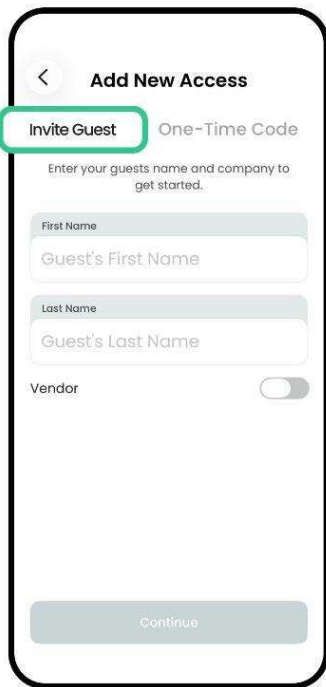 Add New Access
Invite Guest
One-Time Code
Enter your guests name and company to
get started.
First Name
Guest's First Name
Last Name
Guest's Last Name
Vendor
Continue